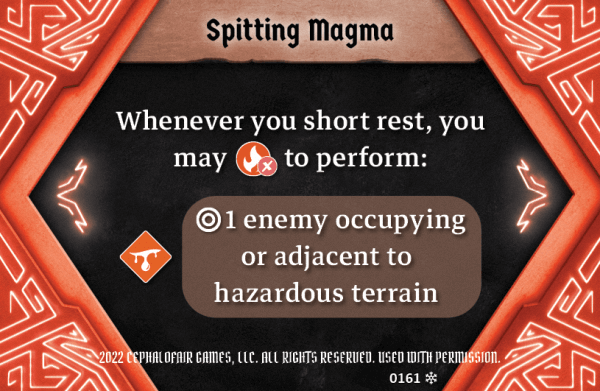 Spitting Magma
Whenever you short rest, you
may to perform:
1 enemy occupying
or adjacent to
hazardous terrain
2022 CEPHALOFAIR GAMES, LLC. ALL RIGHTS RESERVED. USED WITH PERMISSION.
0161